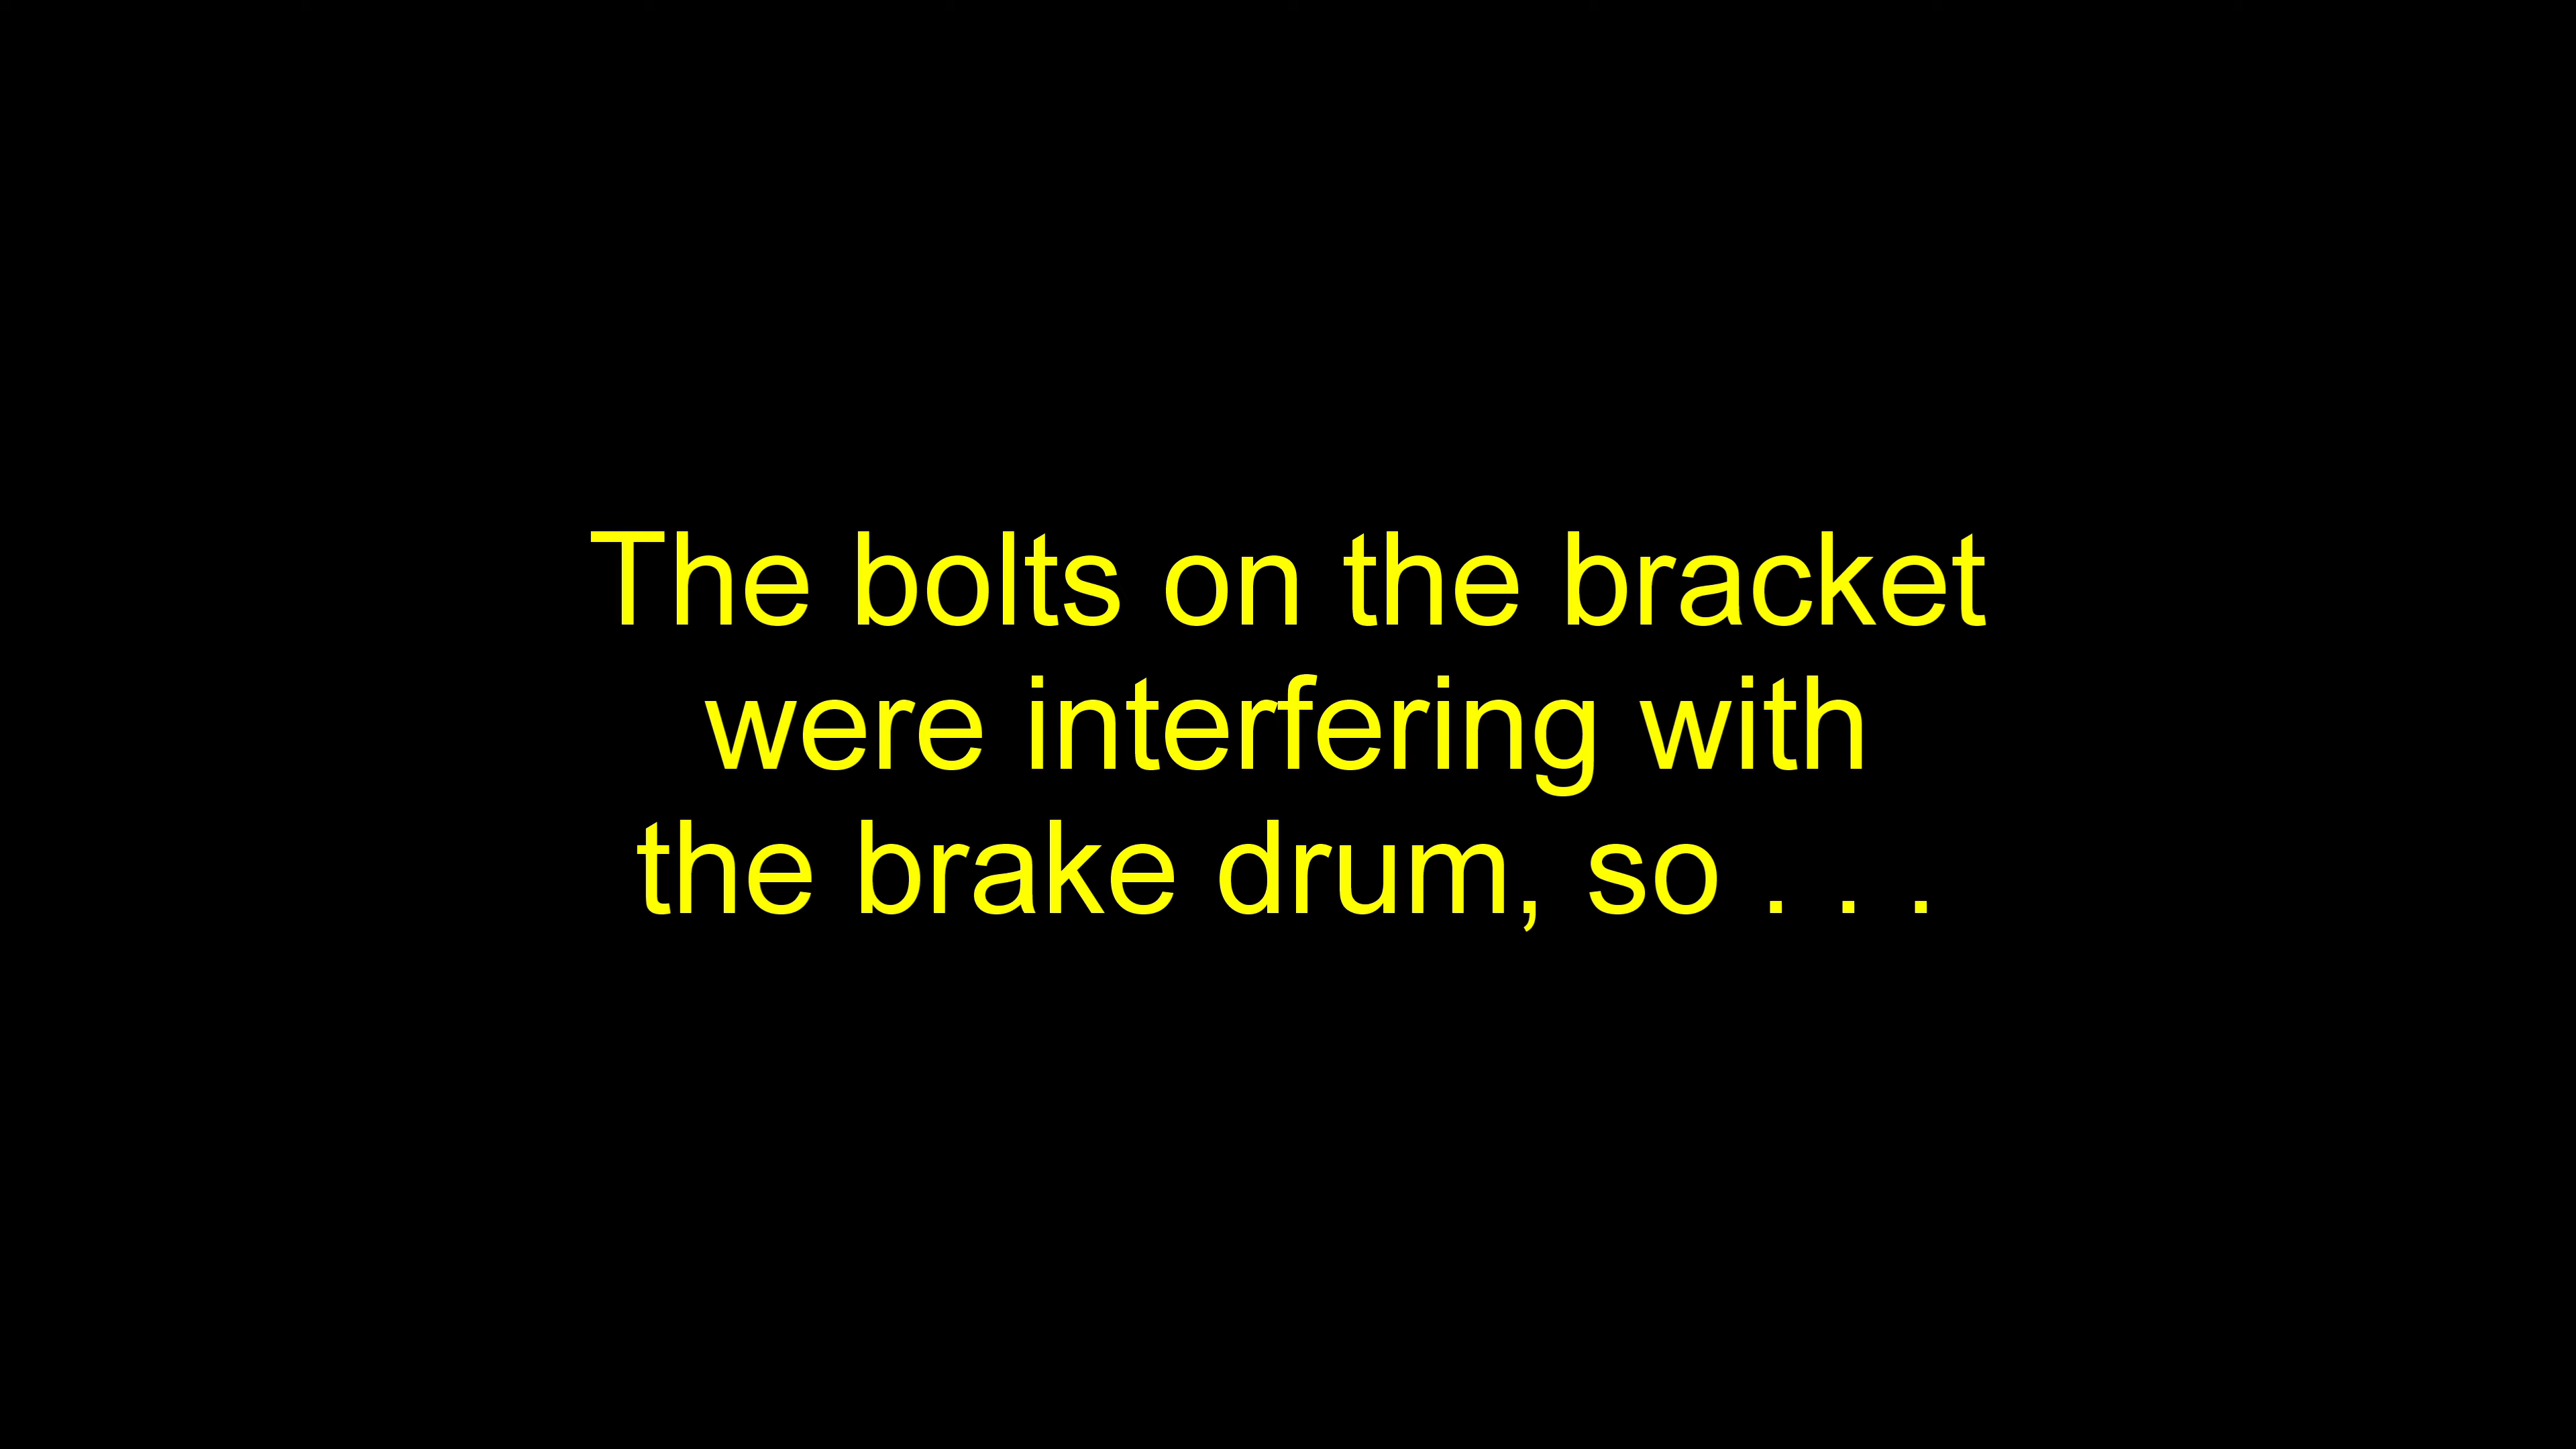 The bolts on the bracket
were interfering with
the brake drum, so . . .